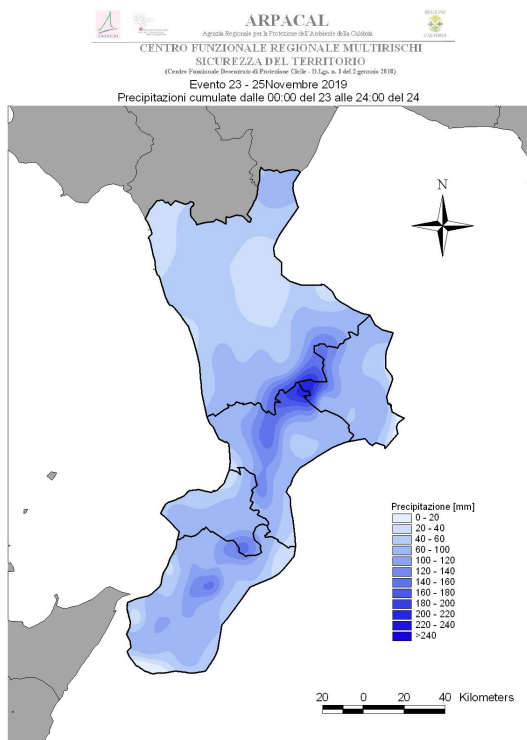 ARPACAL
Agenzia Regionale per la Protezione dell'Ambiente della Calabria
ARPACAL
REGIONE
CALABRIA
CENTRO FUNZIONALE REGIONALE MULTIRISCHI
SICUREZZA DEL TERRITORIO
(Centro Funzionale Decentrato di Protezione Civile - D.Lgs. n. 1 del 2 gennaio 2018)
Evento 23 - 25Novembre 2019
Precipitazioni cumulate dalle 00:00 del 23 alle 24:00 del 24
N
Precipitazione [mm]
0 - 20
20 - 40
40 - 60
60 - 100
100 - 120
120 - 140
140 - 160
160 - 180
180 - 200
200 - 220
220 - 240
>240
20 0 20 40 Kilometers